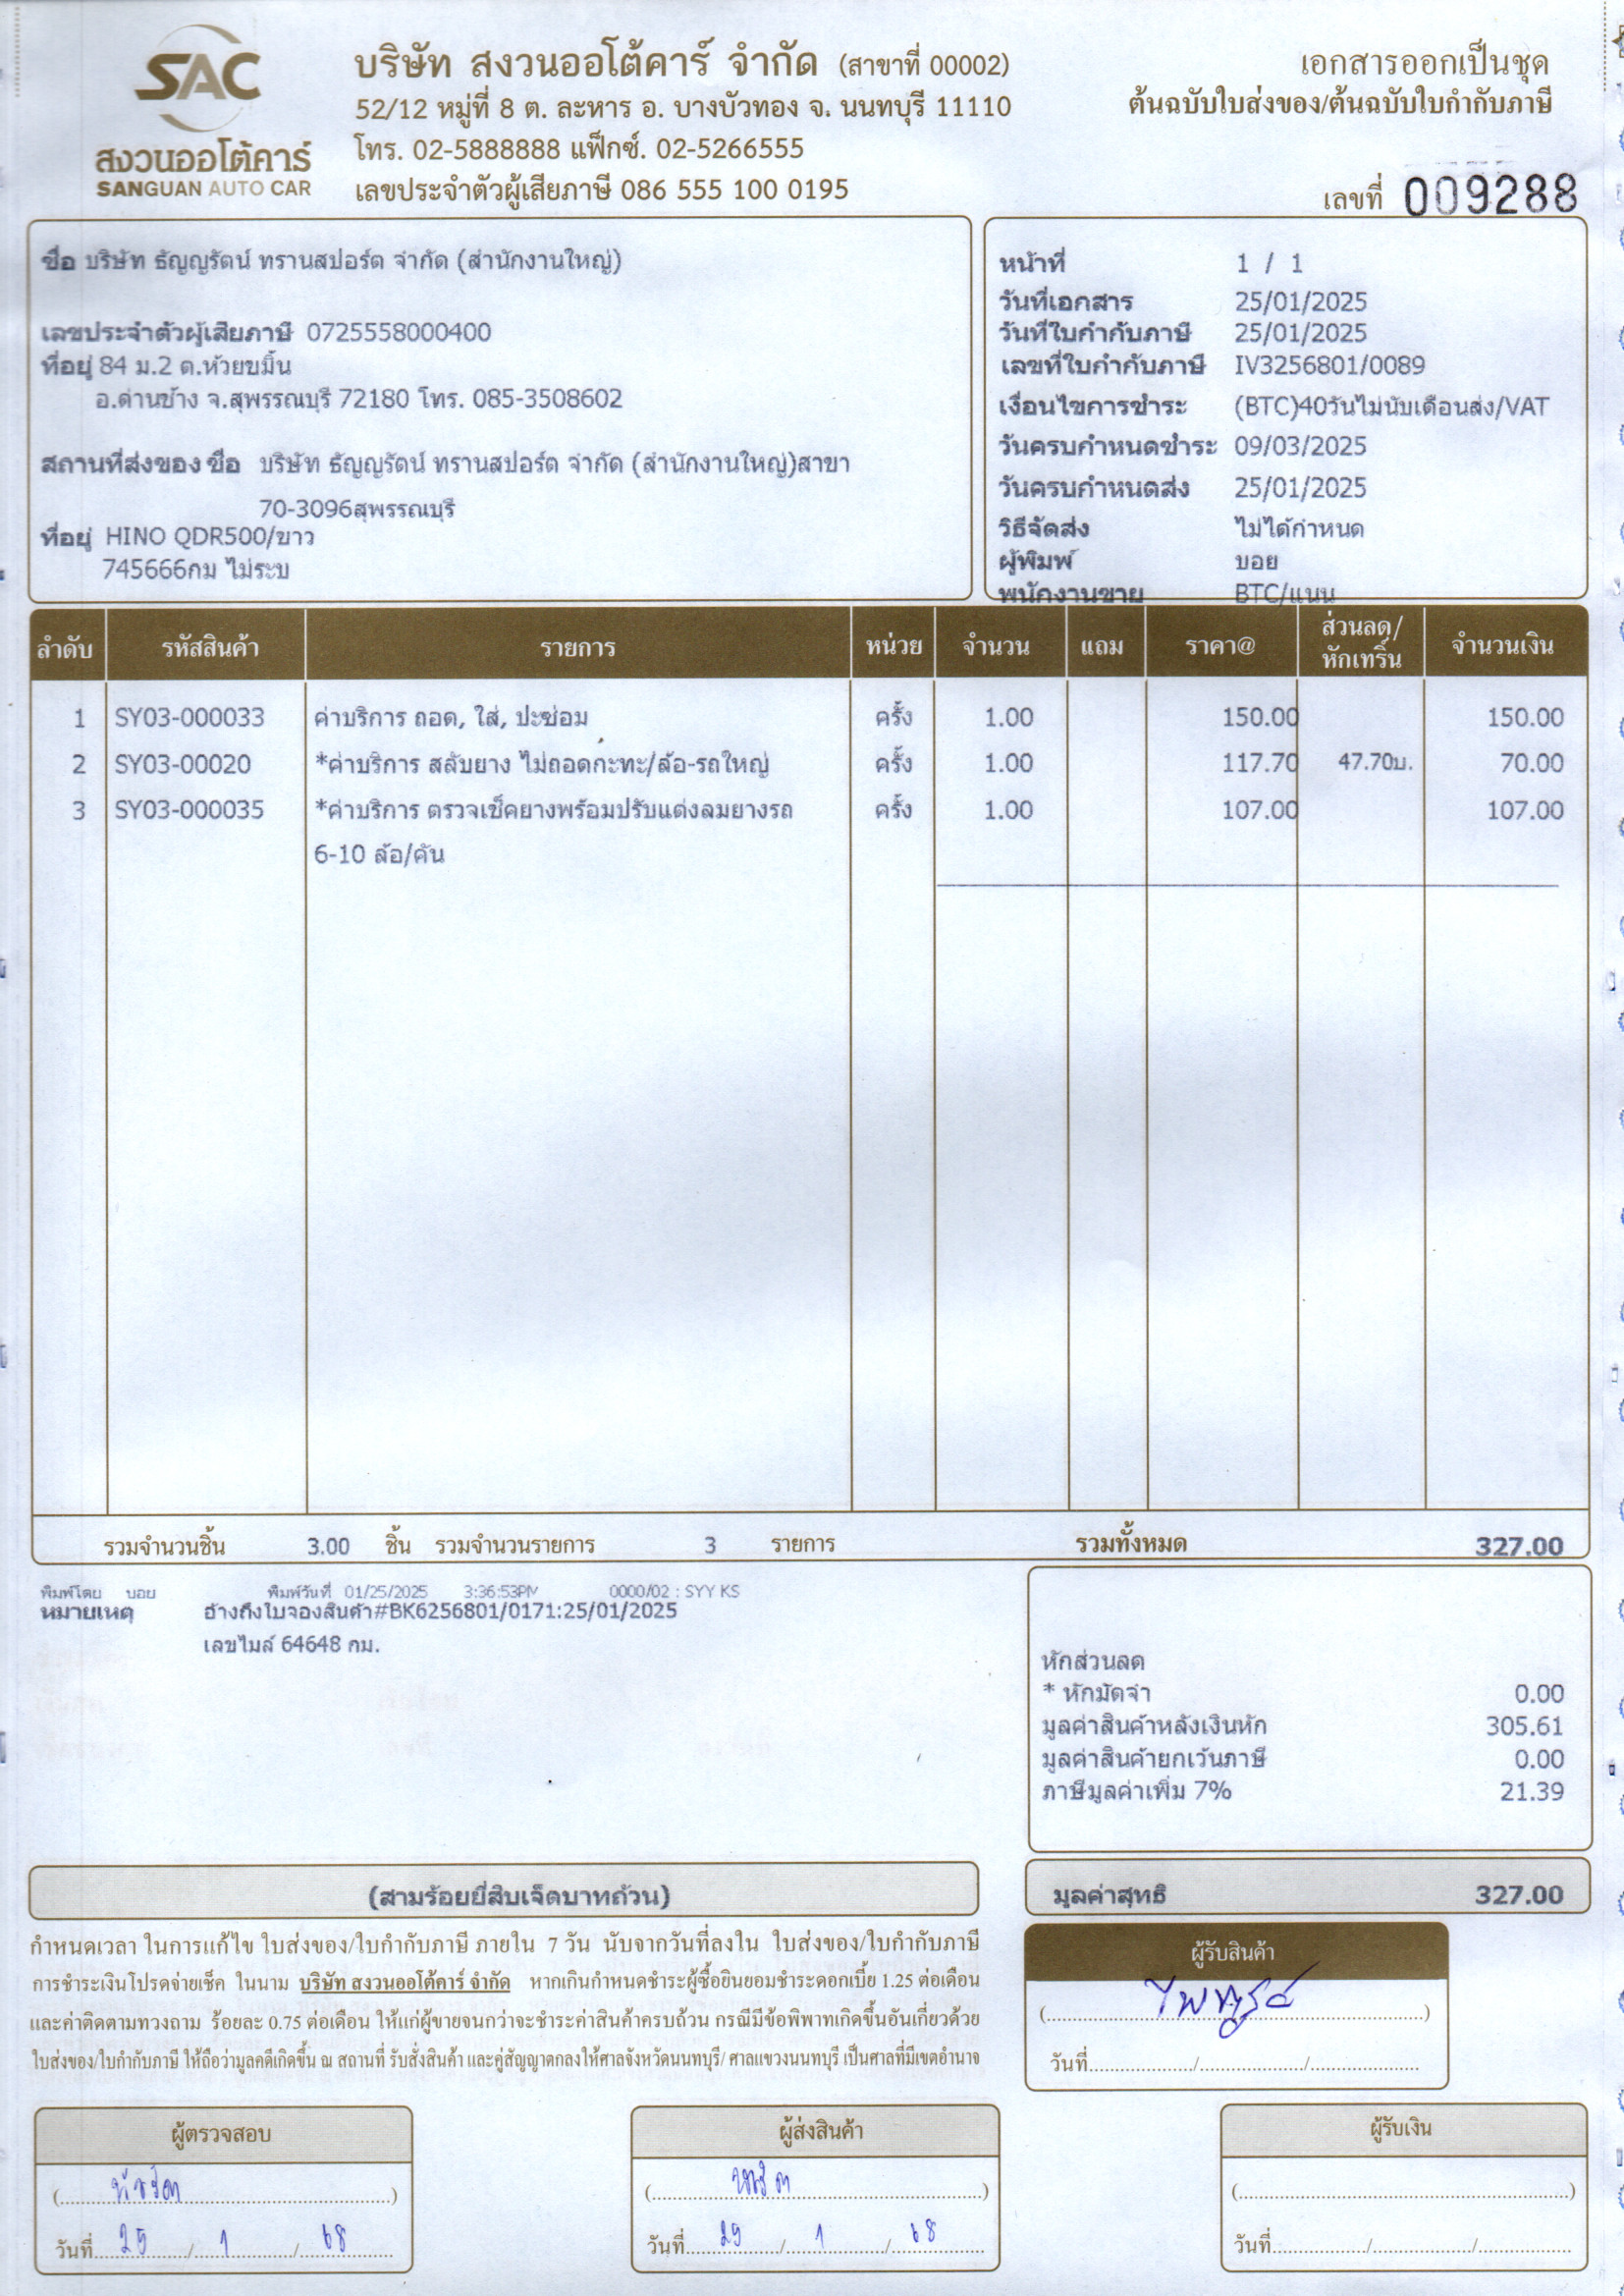 SAC
สงวนออโต้คาร์
SANGUAN AUTO CAR
บริษัท สงวนออโต้คาร์ จำกัด (สาขาที่ 00002)
52/12 หมู่ที่ 8 ต. ละหาร อ. บางบัวทอง จ. นนทบุรี 11110
โทร. 02-5888888 แฟ็กซ์. 02-5266555
เลขประจำตัวผู้เสียภาษี 086 555 100 0195
เอกสารออกเป็นชุด
ต้นฉบับใบส่งของ/ต้นฉบับใบกำกับภาษี
เลขที่ 009288
ชื่อ บริษัท ธัญญรัตน์ ทรานสปอร์ต จำกัด (สำนักงานใหญ่)
เลขประจำตัวผู้เสียภาษี 0725558000400
ที่อยู่ 84 ม.2 ต.ห้วยขมิ้น
อ.ด่านช้าง จ.สุพรรณบุรี 72180 โทร. 085-3508602
สถานที่ส่งของ ชื่อ บริษัท ธัญญรัตน์ ทรานสปอร์ต จำกัด (สำนักงานใหญ่)สาขา
70-3096สุพรรณบุรี
ที่อยู่ HINO QDR500/ขาว
745666กม ไม่ระบ
หน้าที่ 1 / 1
วันที่เอกสาร 25/01/2025
วันที่ใบกำกับภาษี 25/01/2025
เลขที่ใบกำกับภาษี IV3256801/0089
เงื่อนไขการชำระ (BTC)40วันไม่นับเดือนส่ง/VAT
วันครบกำหนดชำระ 09/03/2025
วันครบกำหนดส่ง 25/01/2025
วิธีจัดส่ง ไม่ได้กำหนด
ผู้พิมพ์ บอย
พนักงานขาย BTC/แนน
ลำดับ รหัสสินค้า รายการ หน่วย จำนวน แถม ราคา@ ส่วนลด/หักเทริ์น จำนวนเงิน
1 SY03-000033 ค่าบริการ ถอด, ใส่, ปะซ่อม ครั้ง 1.00 150.00 150.00
2 SY03-00020 *ค่าบริการ สลับยาง ไม่ถอดกะทะ/ล้อ-รถใหญ่ ครั้ง 1.00 117.70 47.70บ. 70.00
3 SY03-000035 *ค่าบริการ ตรวจเช็คยางพร้อมปรับแต่งลมยางรถ ครั้ง 1.00 107.00 107.00
6-10 ล้อ/คัน
รวมจำนวนชิ้น 3.00 ชิ้น รวมจำนวนรายการ 3 รายการ รวมทั้งหมด 327.00
พิมพ์โดย บอย พิมพ์วันที่ 01/25/2025 3:36:53PM 0000/02 : SYY KS
หมายเหตุ อ้างถึงใบจองสินค้า#BK6256801/0171:25/01/2025
เลขไมล์ 64648 กม.
หักส่วนลด
* หักมัดจำ 0.00
มูลค่าสินค้าหลังเงินหัก 305.61
มูลค่าสินค้ายกเว้นภาษี 0.00
ภาษีมูลค่าเพิ่ม 7% 21.39
(สามร้อยยี่สิบเจ็ดบาทถ้วน)
มูลค่าสุทธิ 327.00
กำหนดเวลา ในการแก้ไข ใบส่งของ/ใบกำกับภาษี ภายใน 7 วัน นับจากวันที่ลงใน ใบส่งของ/ใบกำกับภาษี
การชำระเงินโปรดจ่ายเช็ค ในนาม บริษัท สงวนออโต้คาร์ จำกัด หากเกินกำหนดชำระผู้ซื้อยินยอมชำระดอกเบี้ย 1.25 ต่อเดือน
และค่าติดตามทวงถาม ร้อยละ 0.75 ต่อเดือน ให้แก่ผู้ขายจนกว่าจะชำระค่าสินค้าครบถ้วน กรณีมีข้อพิพาทเกิดขึ้นอันเกี่ยวด้วย
ใบส่งของ/ใบกำกับภาษี ให้ถือว่ามูลคดีเกิดขึ้น ณ สถานที่ รับสั่งสินค้า และคู่สัญญาตกลงให้ศาลจังหวัดนนทบุรี/ ศาลแขวงนนทบุรี เป็นศาลที่มีเขตอำนาจ
ผู้รับสินค้า
(ไพฑูรย์)
วันที่ / /
ผู้ตรวจสอบ
วันที่ 25 / 1 / 68
ผู้ส่งสินค้า
วันที่ 25 / 1 / 68
ผู้รับเงิน
วันที่ / /